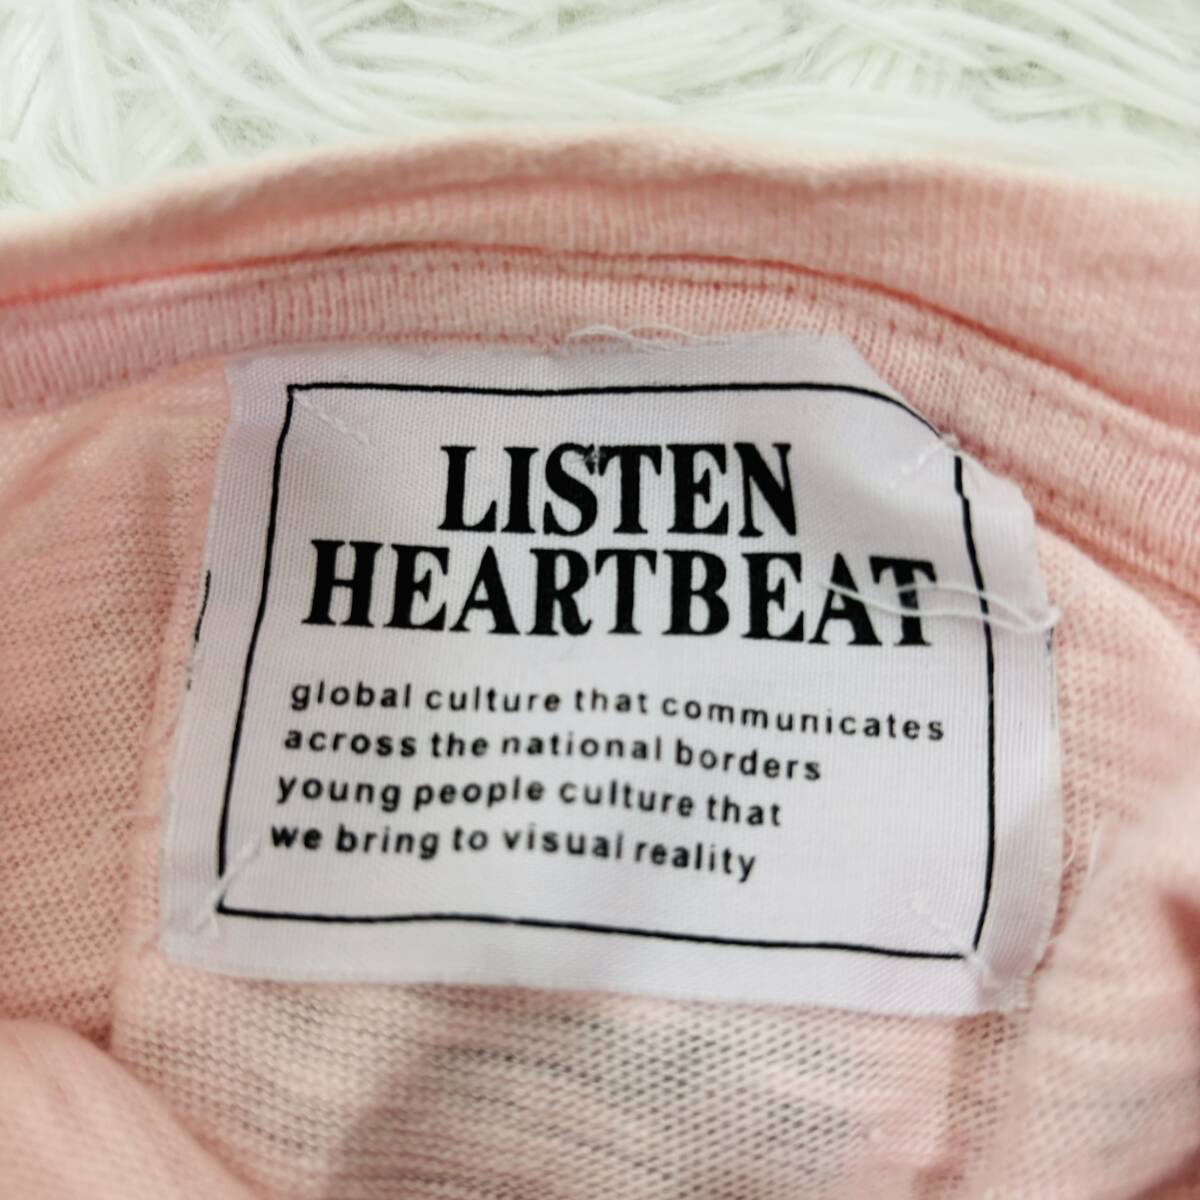 LISTEN
HEARTBEAT
global culture that communicates
across the national borders
young people culture that
we bring to visual reality